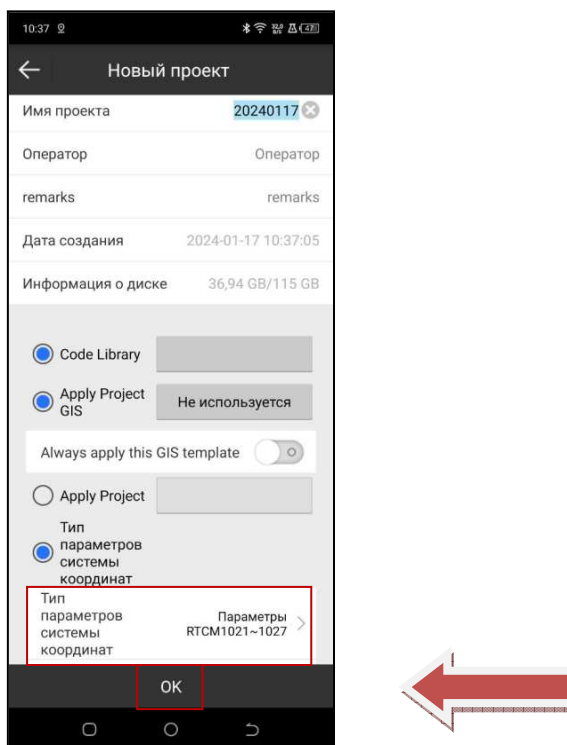 10:37
47
Новый проект
Имя проекта 20240117
Оператор Оператор
remarks remarks
Дата создания 2024-01-17 10:37:05
Информация о диске 36,94 GB/115 GB
Code Library
Apply Project
GIS
Не используется
Always apply this GIS template
Apply Project
Тип
параметров
системы
координат
Тип
параметров
системы
координат
Параметры
RTCM1021~1027
OK